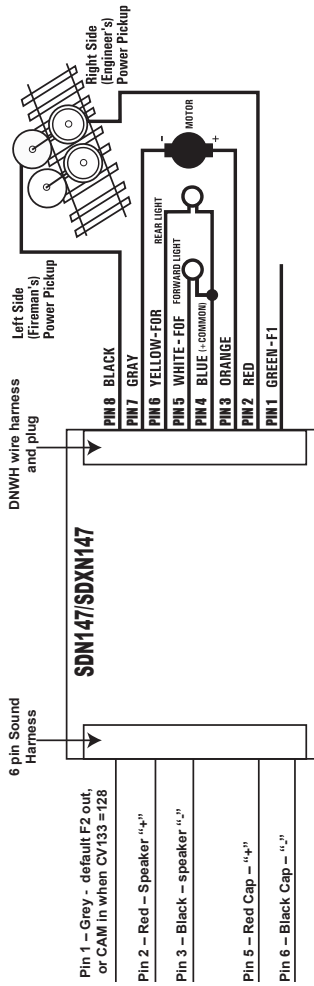 Right Side
(Engineer's)
Power Pickup
Left Side
(Fireman's)
Power Pickup
-
MOTOR
+
REAR LIGHT
FORWARD LIGHT
PIN 8 BLACK
PIN 7 GRAY
PIN 6 YELLOW-FOR
PIN 5 WHITE-FOF
PIN 4 BLUE (+COMMON)
PIN 3 ORANGE
PIN 2 RED
PIN 1 GREEN-F1
DNWH wire harness
and plug
SDN147/SDXN147
6 pin Sound
Harness
Pin 1 – Grey - default F2 out,
or CAM in when CV133 =128
Pin 2 – Red – Speaker “+”
Pin 3 – Black – speaker “-”
Pin 5 – Red Cap – “+”
Pin 6 – Black Cap – “-”